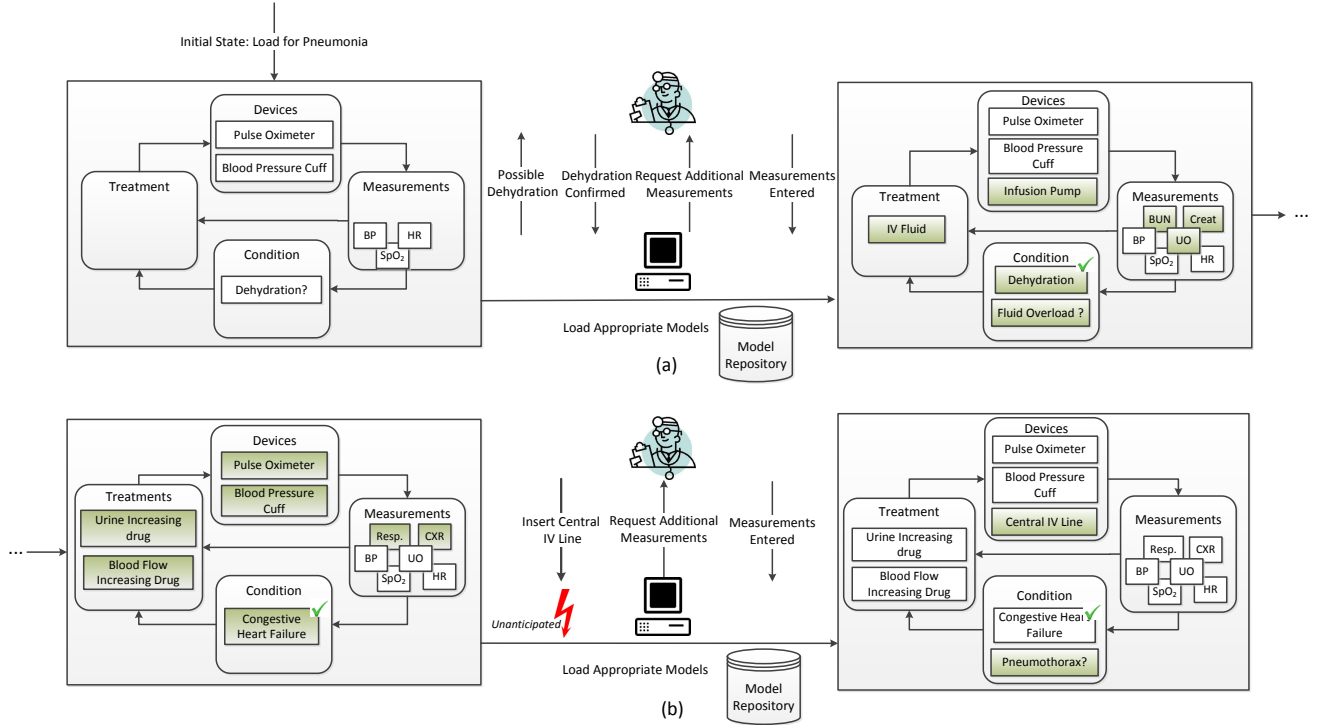 Initial State: Load for Pneumonia
Devices
Pulse Oximeter
Blood Pressure Cuff
Treatment
Measurements
BP
HR
SpO₂
Condition
Dehydration?
Possible
Dehydration
Dehydration
Confirmed
Request Additional
Measurements
Measurements
Entered
Load Appropriate Models
Model
Repository
(a)
Devices
Pulse Oximeter
Blood Pressure
Cuff
Infusion Pump
Treatment
IV Fluid
Measurements
BUN
Creat
BP
UO
SpO₂
HR
Condition
Dehydration
Fluid Overload ?
...
...
Devices
Pulse Oximeter
Blood Pressure
Cuff
Treatments
Urine Increasing
drug
Blood Flow
Increasing Drug
Measurements
Resp.
CXR
BP
UO
SpO₂
HR
Condition
Congestive
Heart Failure
Insert Central
IV Line
Unanticipated
Request Additional
Measurements
Measurements
Entered
Load Appropriate Models
Model
Repository
(b)
Devices
Pulse Oximeter
Blood Pressure
Cuff
Central IV Line
Treatment
Urine Increasing
drug
Blood Flow
Increasing Drug
Measurements
Resp.
CXR
BP
UO
SpO₂
HR
Condition
Congestive Heart
Failure
Pneumothorax?